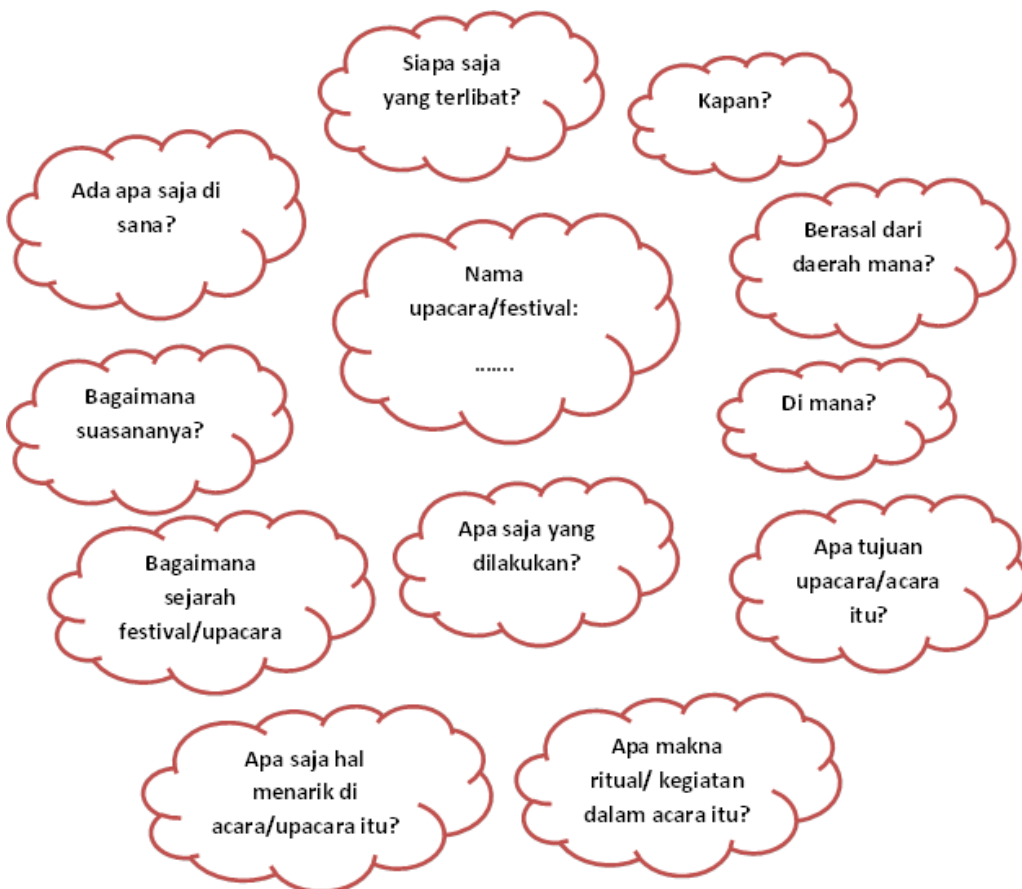 Siapa saja
yang terlibat?
Kapan?
Ada apa saja di
sana?
Nama
upacara/festival:
.......
Berasal dari
daerah mana?
Bagaimana
suasananya?
Di mana?
Apa saja yang
dilakukan?
Bagaimana
sejarah
festival/upacara
Apa tujuan
upacara/acara
itu?
Apa saja hal
menarik di
acara/upacara itu?
Apa makna
ritual/ kegiatan
dalam acara itu?